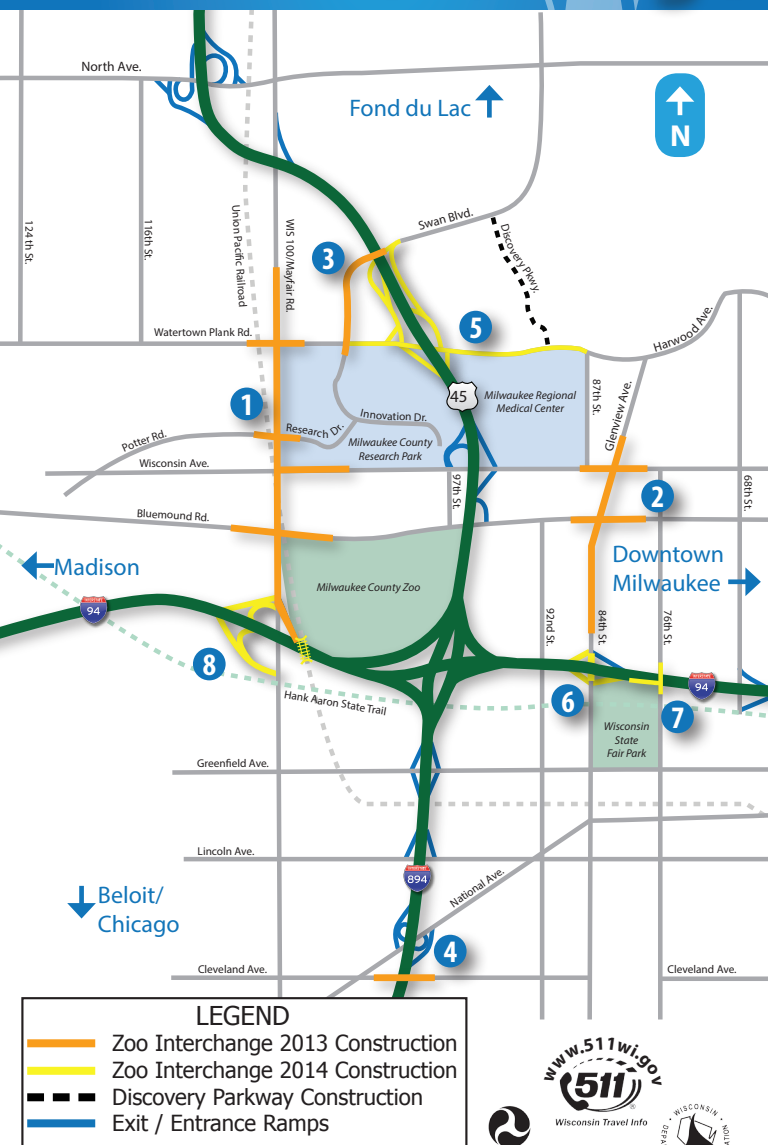 North Ave.
Fond du Lac
N
Swan Blvd.
124 th St.
116th St.
Union Pacific Railroad
WIS 100/Mayfair Rd.
Discovery Pkwy.
3
5
Watertown Plank Rd.
Harwood Ave.
45
Milwaukee Regional
Medical Center
87th St.
Glenview Ave.
1
Innovation Dr.
Research Dr.
Potter Rd.
Milwaukee County
Research Park
Wisconsin Ave.
97th St.
68th St.
2
Bluemound Rd.
Madison
Downtown
Milwaukee
Milwaukee County Zoo
94
92nd St.
84th St.
76th St.
8
Hank Aaron State Trail
6
94
7
Wisconsin
State
Fair Park
Greenfield Ave.
Lincoln Ave.
894
National Ave.
Beloit/
Chicago
4
Cleveland Ave.
Cleveland Ave.
LEGEND
Zoo Interchange 2013 Construction
Zoo Interchange 2014 Construction
Discovery Parkway Construction
Exit / Entrance Ramps
www.511wi.gov
511
®
Wisconsin Travel Info
WISCONSIN